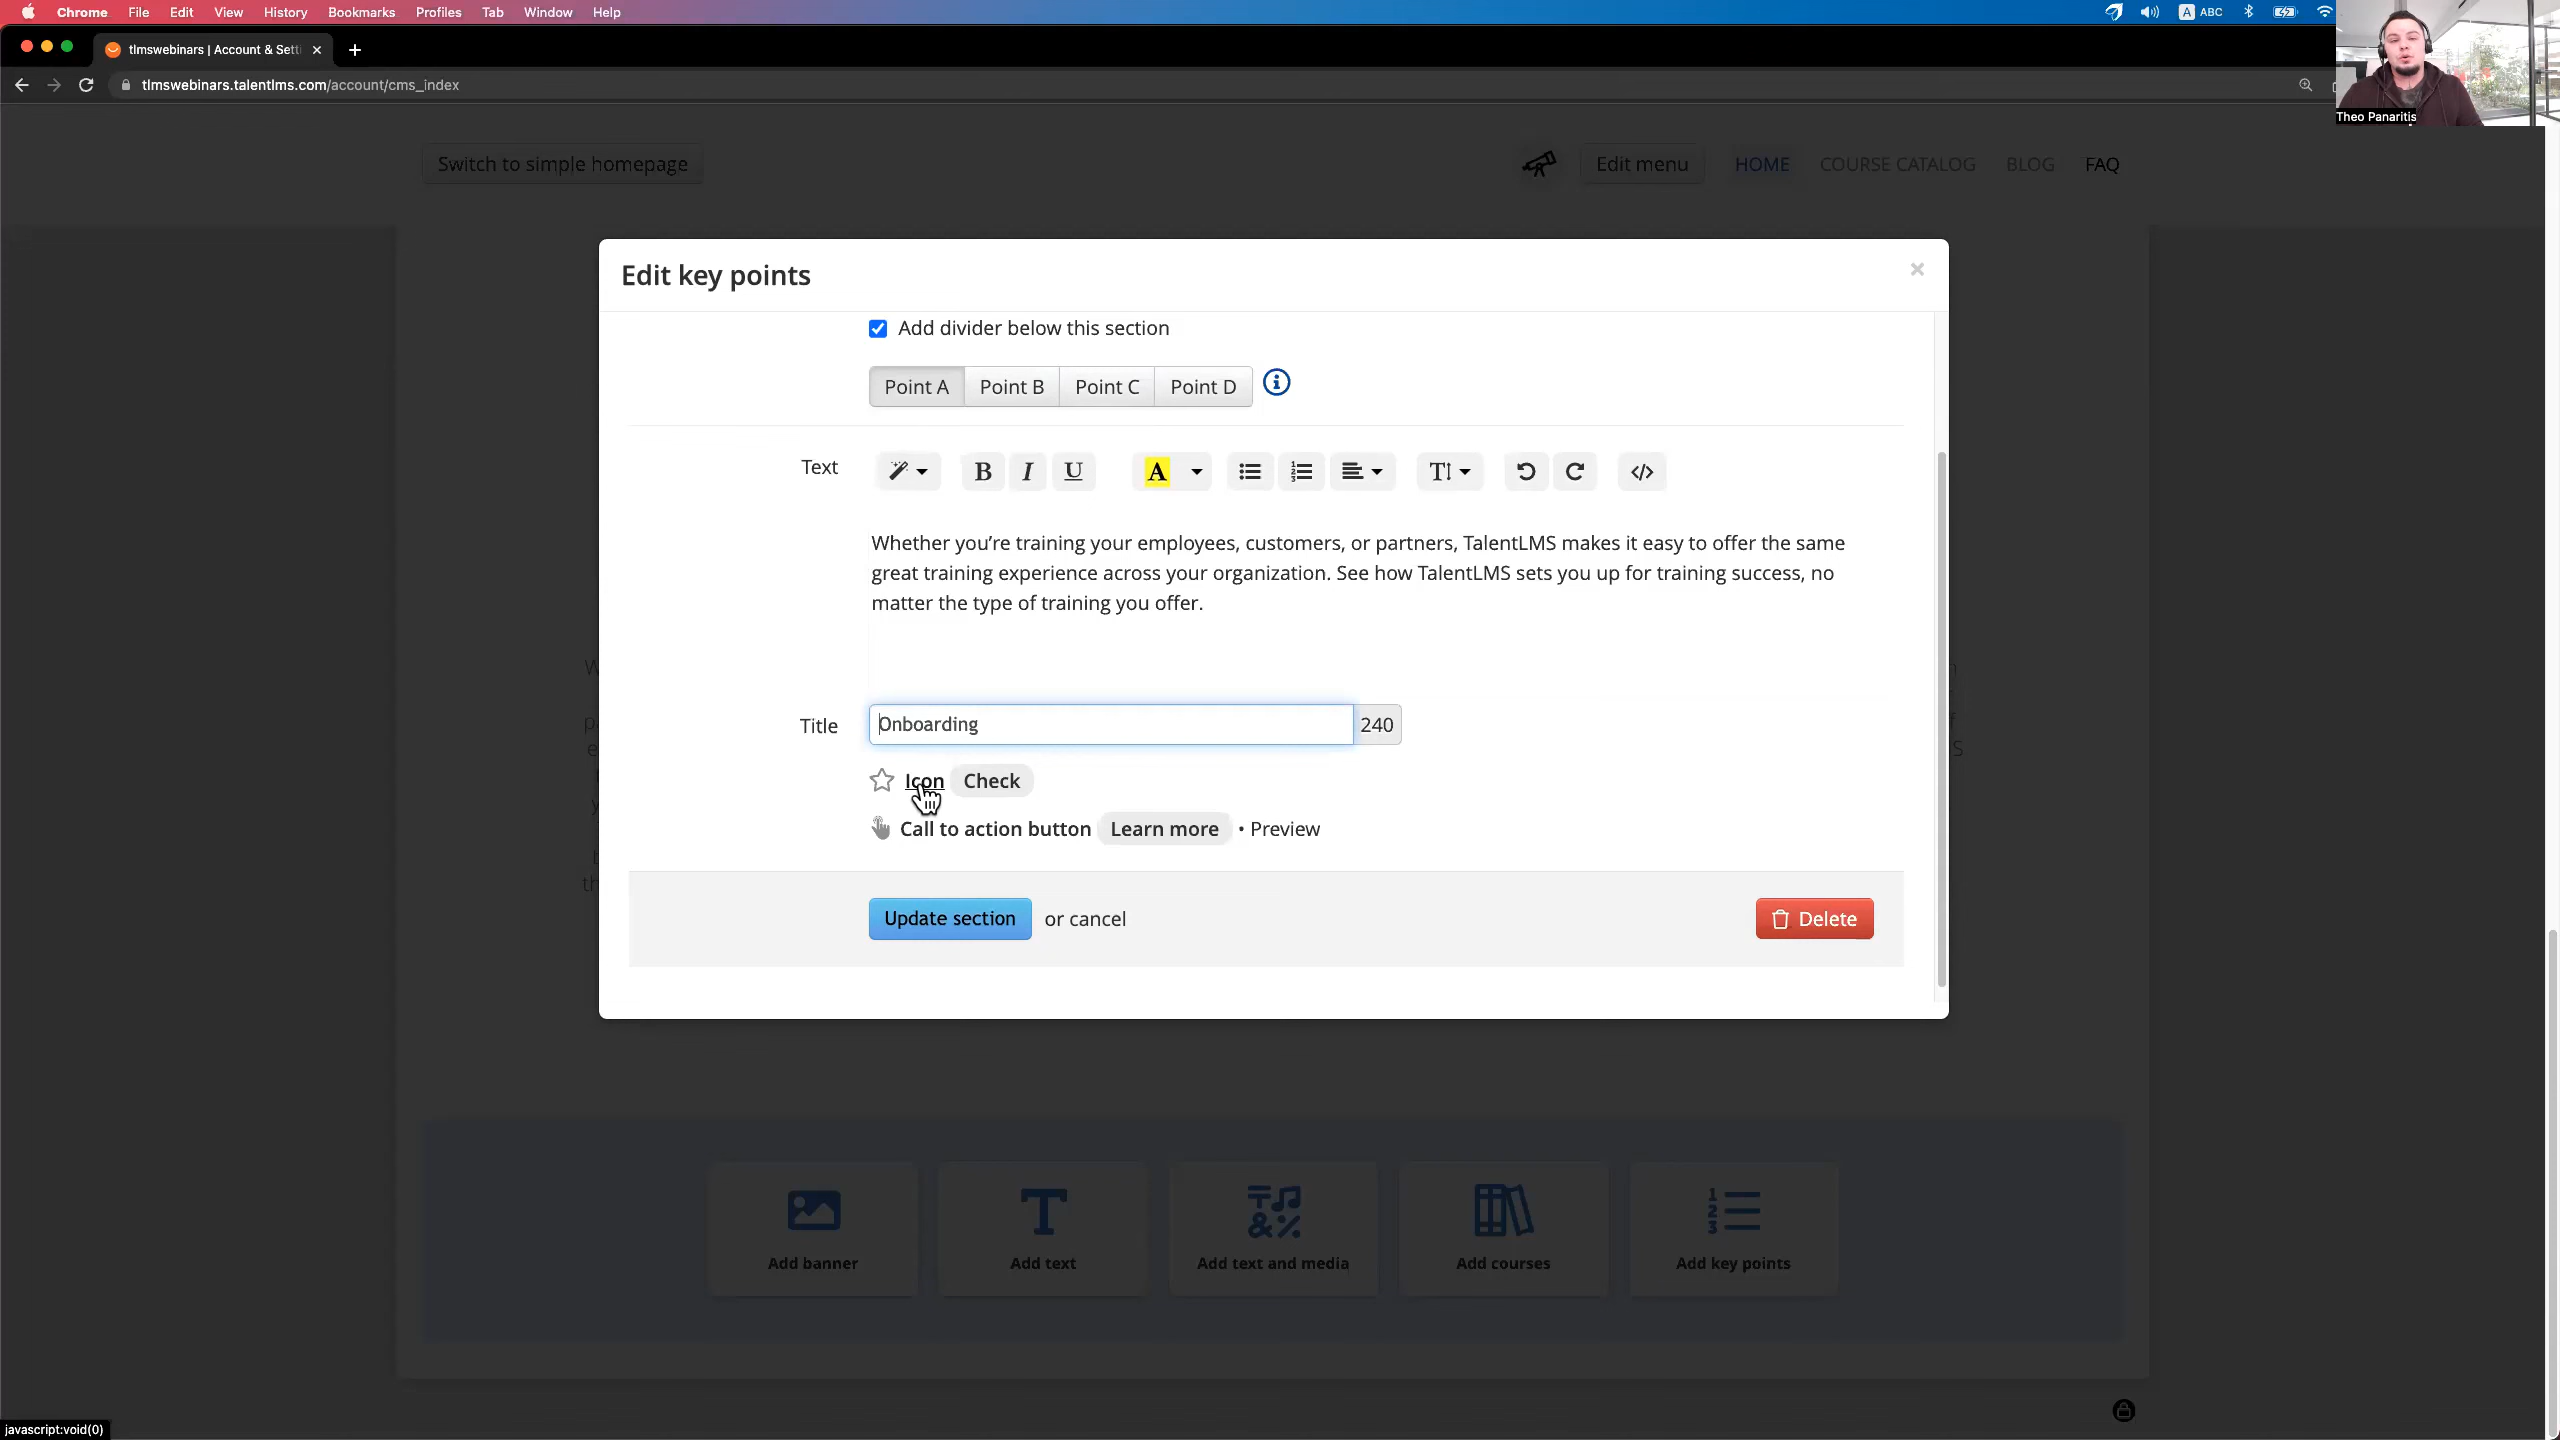 Chrome File Edit View History Bookmarks Profiles Tab Window Help
A ABC
tlmswebinars | Account & Setti
tlmswebinars.talentlms.com/account/cms_index
Theo Panaritis
Switch to simple homepage
Edit menu HOME COURSE CATALOG BLOG FAQ
Edit key points
Add divider below this section
Point A Point B Point C Point D
Text
B I U A
Whether you’re training your employees, customers, or partners, TalentLMS makes it easy to offer the same
great training experience across your organization. See how TalentLMS sets you up for training success, no
matter the type of training you offer.
Title Onboarding 240
Icon Check
Call to action button Learn more • Preview
Update section or cancel Delete
Add banner Add text Add text and media Add courses Add key points
javascript:void(0)